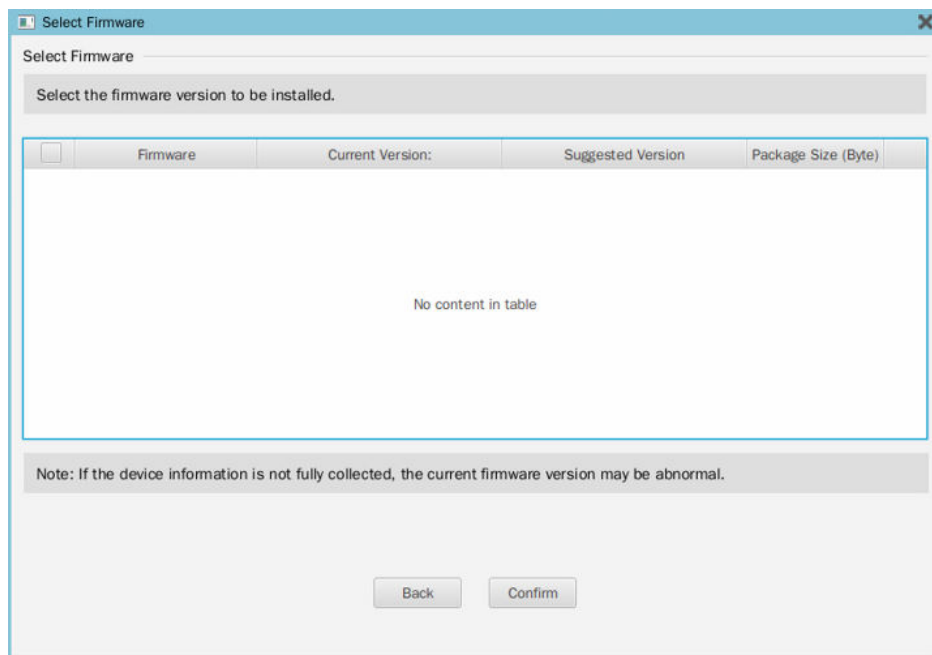 Select Firmware
Select Firmware
Select the firmware version to be installed.
Firmware Current Version: Suggested Version Package Size (Byte)
No content in table
Note: If the device information is not fully collected, the current firmware version may be abnormal.
Back Confirm